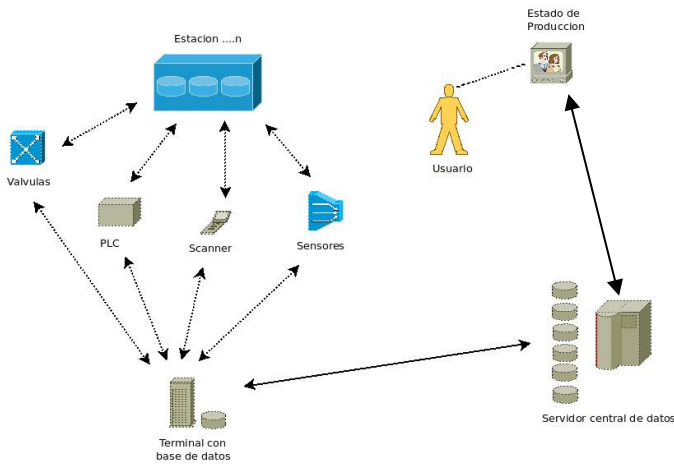 Estado de
Produccion
Estacion ....n
Valvulas
Usuario
PLC
Scanner
Sensores
Servidor central de datos
Terminal con
base de datos